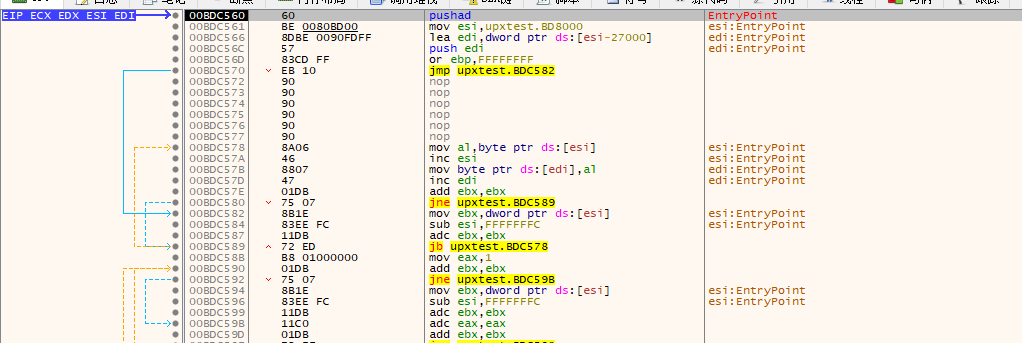 EIP ECX EDX ESI EDI 00BDC560 60 pushad EntryPoint
00BDC561 BE 0080BD00 mov esi,upxtest.BD8000 esi:EntryPoint
00BDC566 8DBE 0090FDFF lea edi,dword ptr ds:[esi-27000] edi:EntryPoint
00BDC56C 57 push edi edi:EntryPoint
00BDC56D 83CD FF or ebp,FFFFFFFF
00BDC570 EB 10 jmp upxtest.BDC582
00BDC572 90 nop
00BDC573 90 nop
00BDC574 90 nop
00BDC575 90 nop
00BDC576 90 nop
00BDC577 90 nop
00BDC578 8A06 mov al,byte ptr ds:[esi] esi:EntryPoint
00BDC57A 46 inc esi esi:EntryPoint
00BDC57B 8807 mov byte ptr ds:[edi],al edi:EntryPoint
00BDC57D 47 inc edi edi:EntryPoint
00BDC57E 01DB add ebx,ebx
00BDC580 75 07 jne upxtest.BDC589
00BDC582 8B1E mov ebx,dword ptr ds:[esi] esi:EntryPoint
00BDC584 83EE FC sub esi,FFFFFFFC esi:EntryPoint
00BDC587 11DB adc ebx,ebx
00BDC589 72 ED jb upxtest.BDC578
00BDC58B B8 01000000 mov eax,1
00BDC590 01DB add ebx,ebx
00BDC592 75 07 jne upxtest.BDC59B
00BDC594 8B1E mov ebx,dword ptr ds:[esi] esi:EntryPoint
00BDC596 83EE FC sub esi,FFFFFFFC esi:EntryPoint
00BDC599 11DB adc ebx,ebx
00BDC59B 11C0 adc eax,eax
00BDC59D 01DB add ebx,ebx